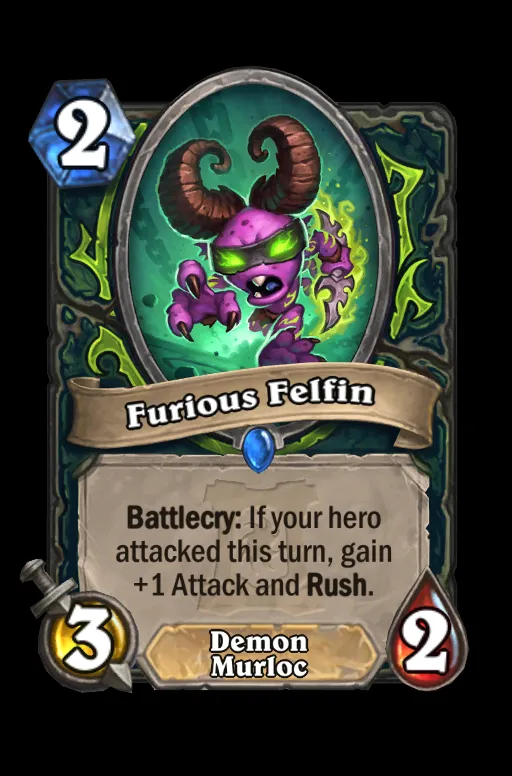 2
Furious Felfin
Battlecry: If your hero
attacked this turn, gain
+1 Attack and Rush.
3
Demon
Murloc
2